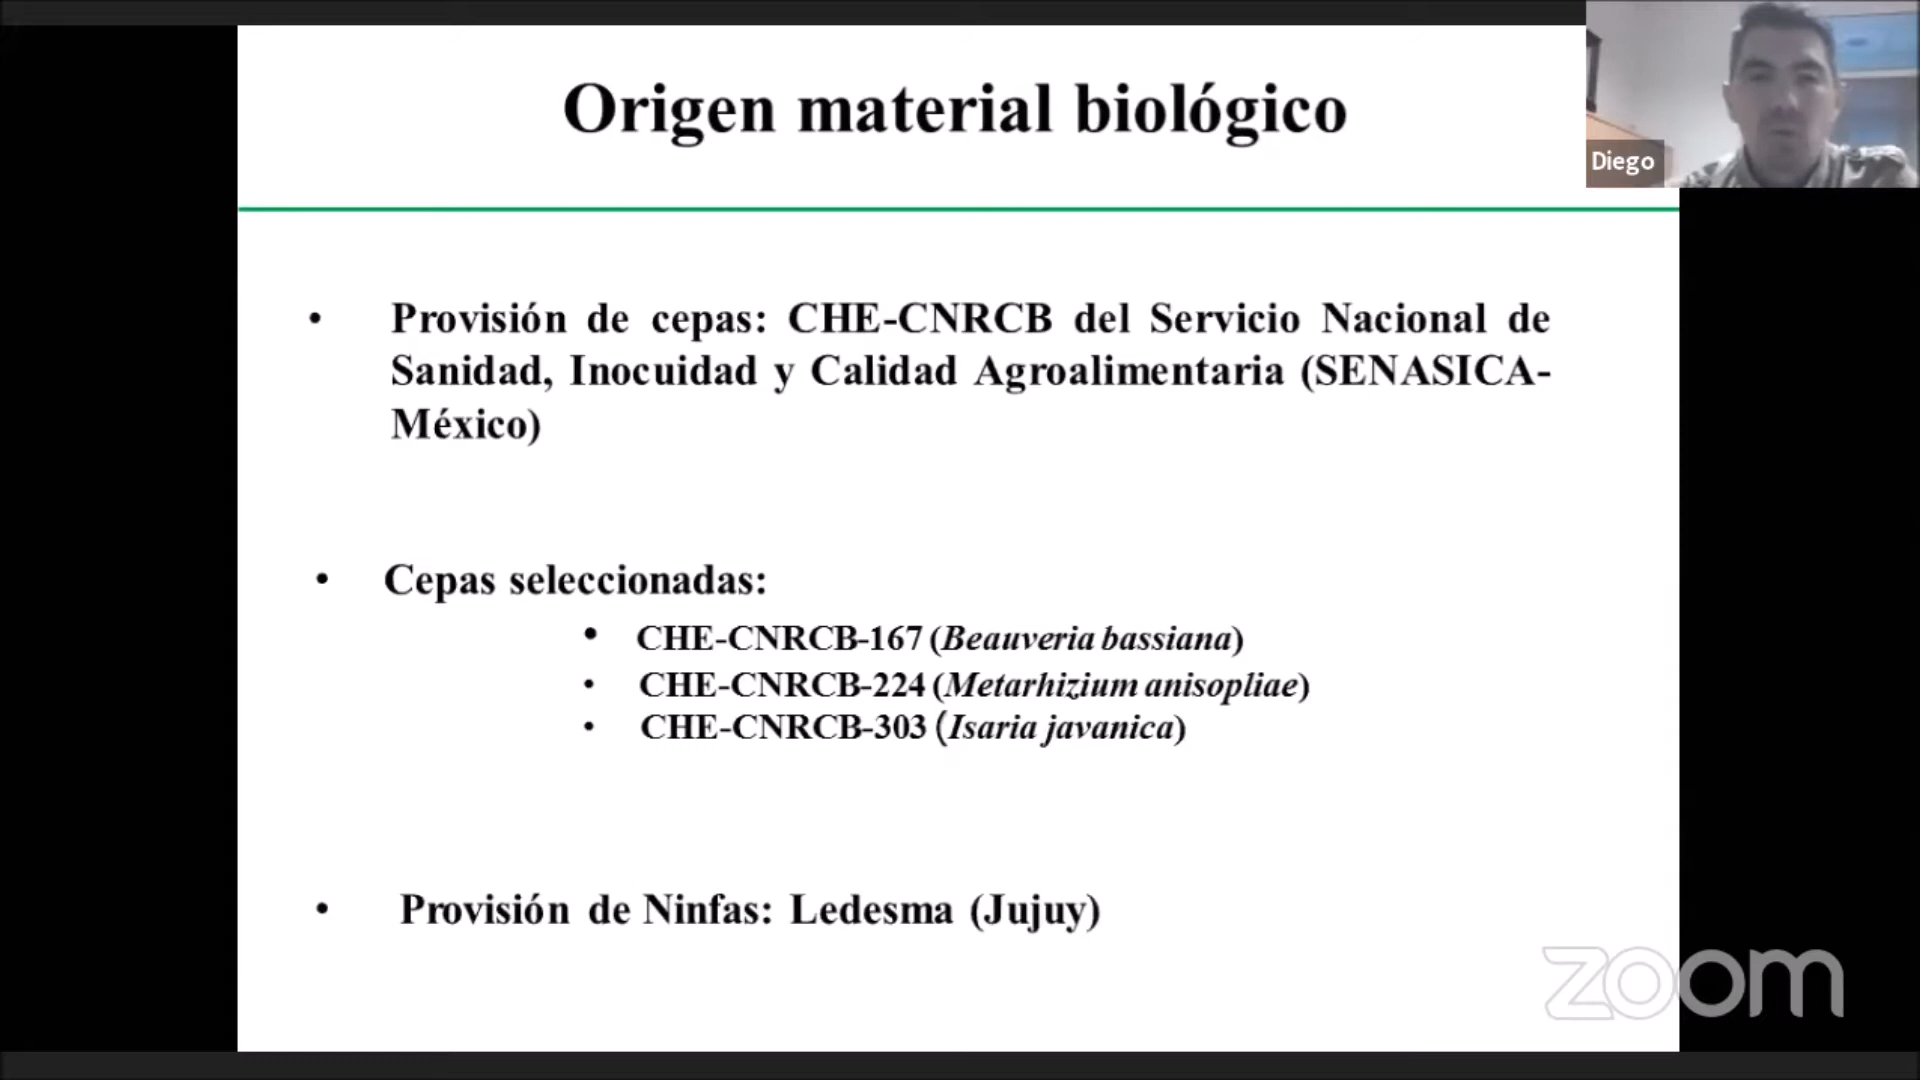 Origen material biológico
Diego
• Provisión de cepas: CHE-CNRCB del Servicio Nacional de
Sanidad, Inocuidad y Calidad Agroalimentaria (SENASICA-
México)
• Cepas seleccionadas:
• CHE-CNRCB-167 (Beauveria bassiana)
• CHE-CNRCB-224 (Metarhizium anisopliae)
• CHE-CNRCB-303 (Isaria javanica)
• Provisión de Ninfas: Ledesma (Jujuy)
zoom